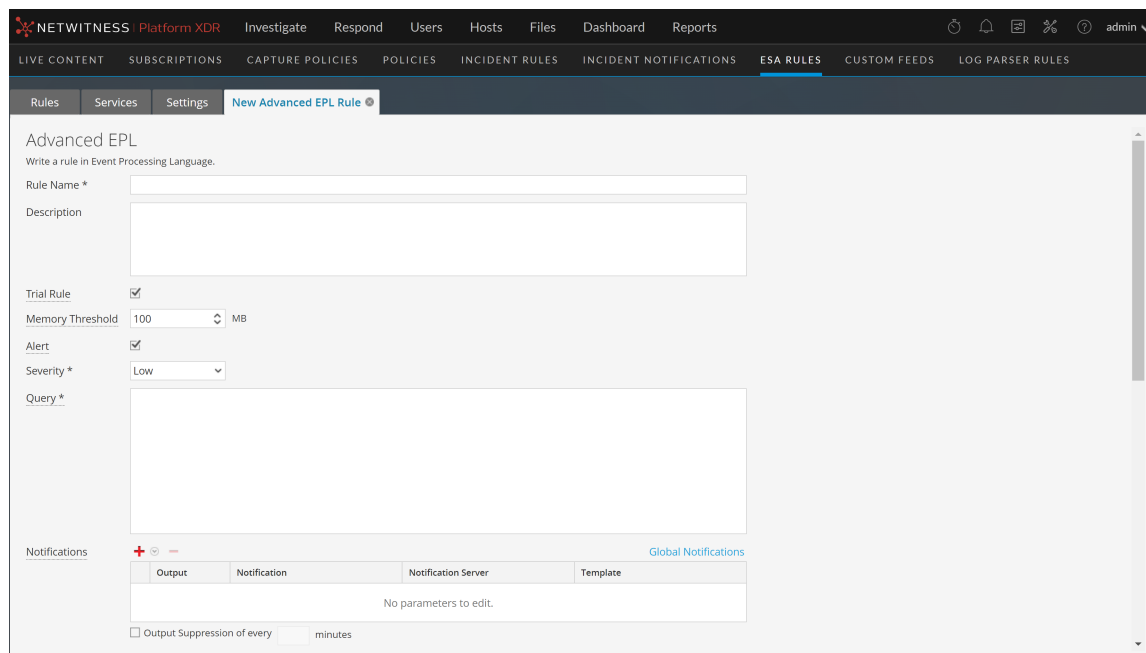 NETWITNESS | Platform XDR Investigate Respond Users Hosts Files Dashboard Reports admin
LIVE CONTENT SUBSCRIPTIONS CAPTURE POLICIES POLICIES INCIDENT RULES INCIDENT NOTIFICATIONS ESA RULES CUSTOM FEEDS LOG PARSER RULES
Rules Services Settings New Advanced EPL Rule
Advanced EPL
Write a rule in Event Processing Language.
Rule Name *
Description
Trial Rule
Memory Threshold 100 MB
Alert
Severity * Low
Query *
Notifications Global Notifications
Output Notification Notification Server Template
No parameters to edit.
Output Suppression of every minutes